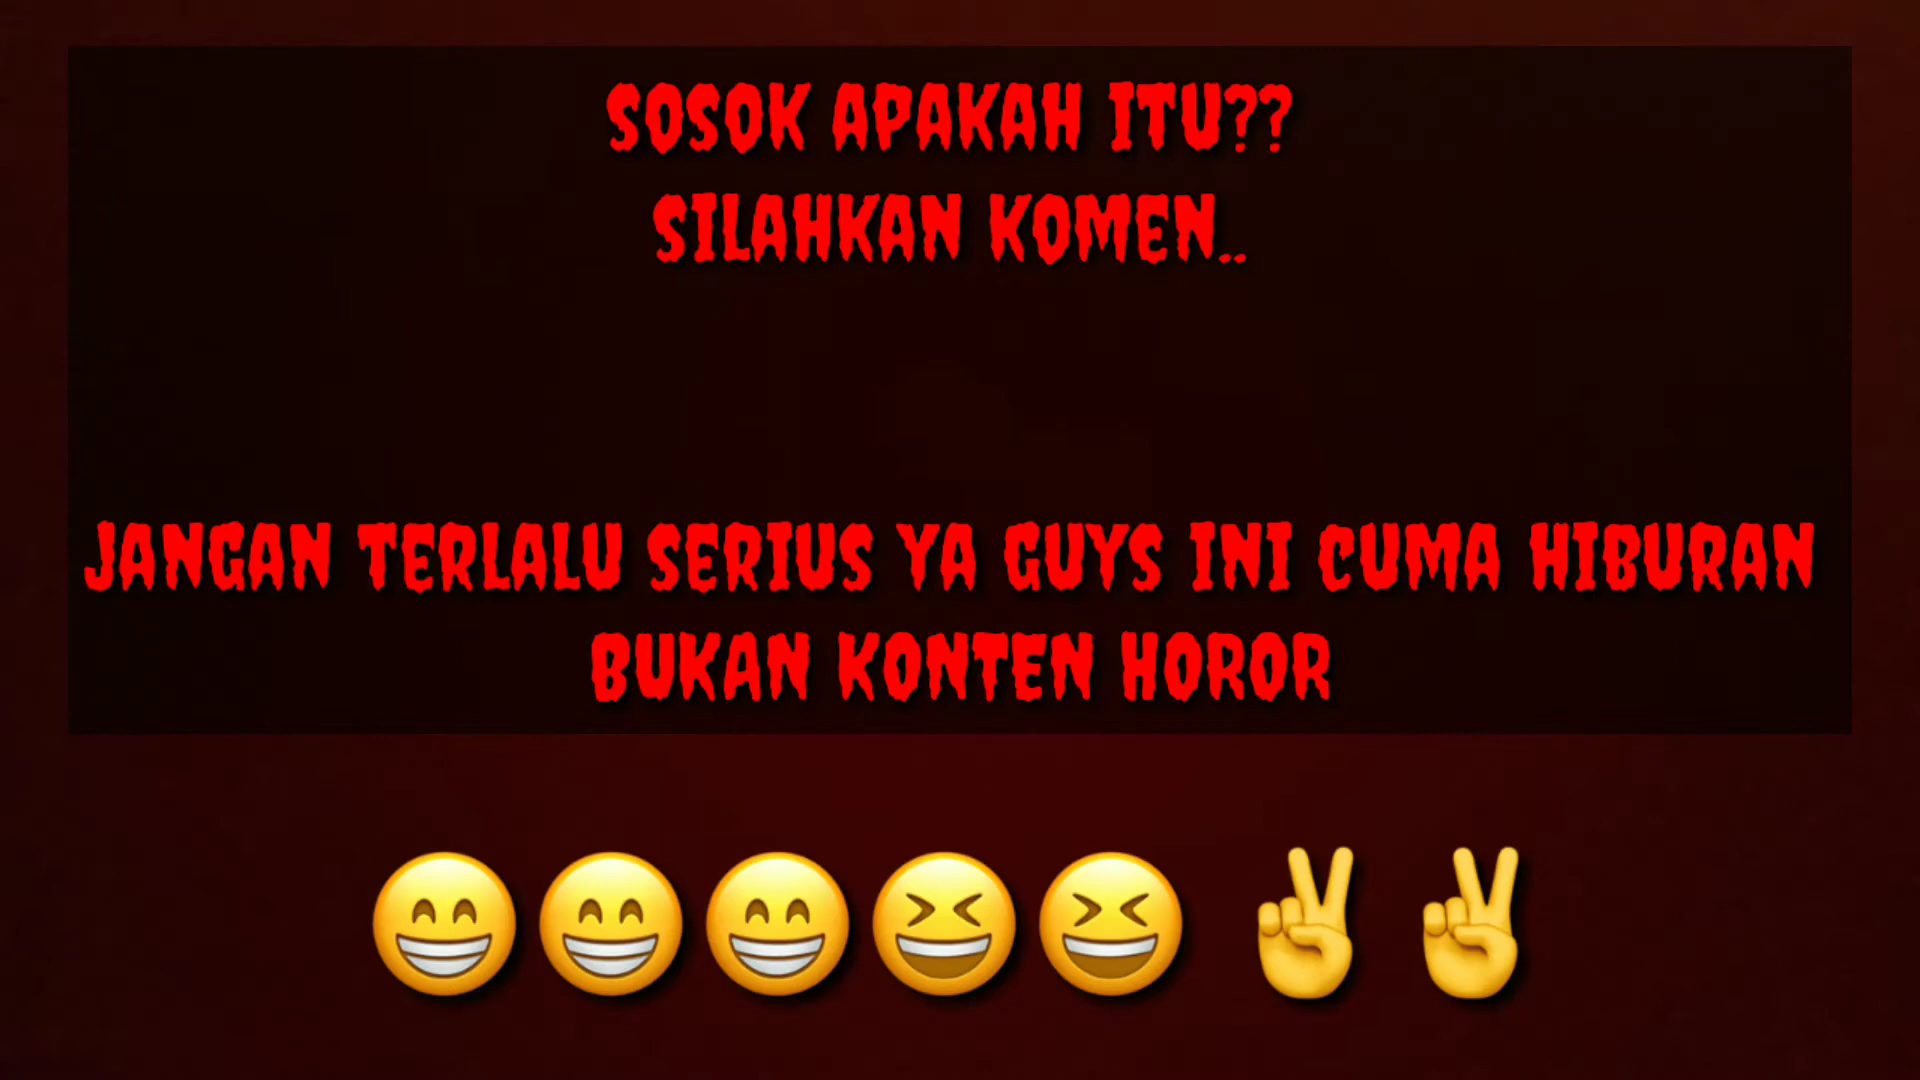 SOSOK APAKAH ITU??
SILAHKAN KOMEN..
JANGAN TERLALU SERIUS YA GUYS INI CUMA HIBURAN
BUKAN KONTEN HOROR